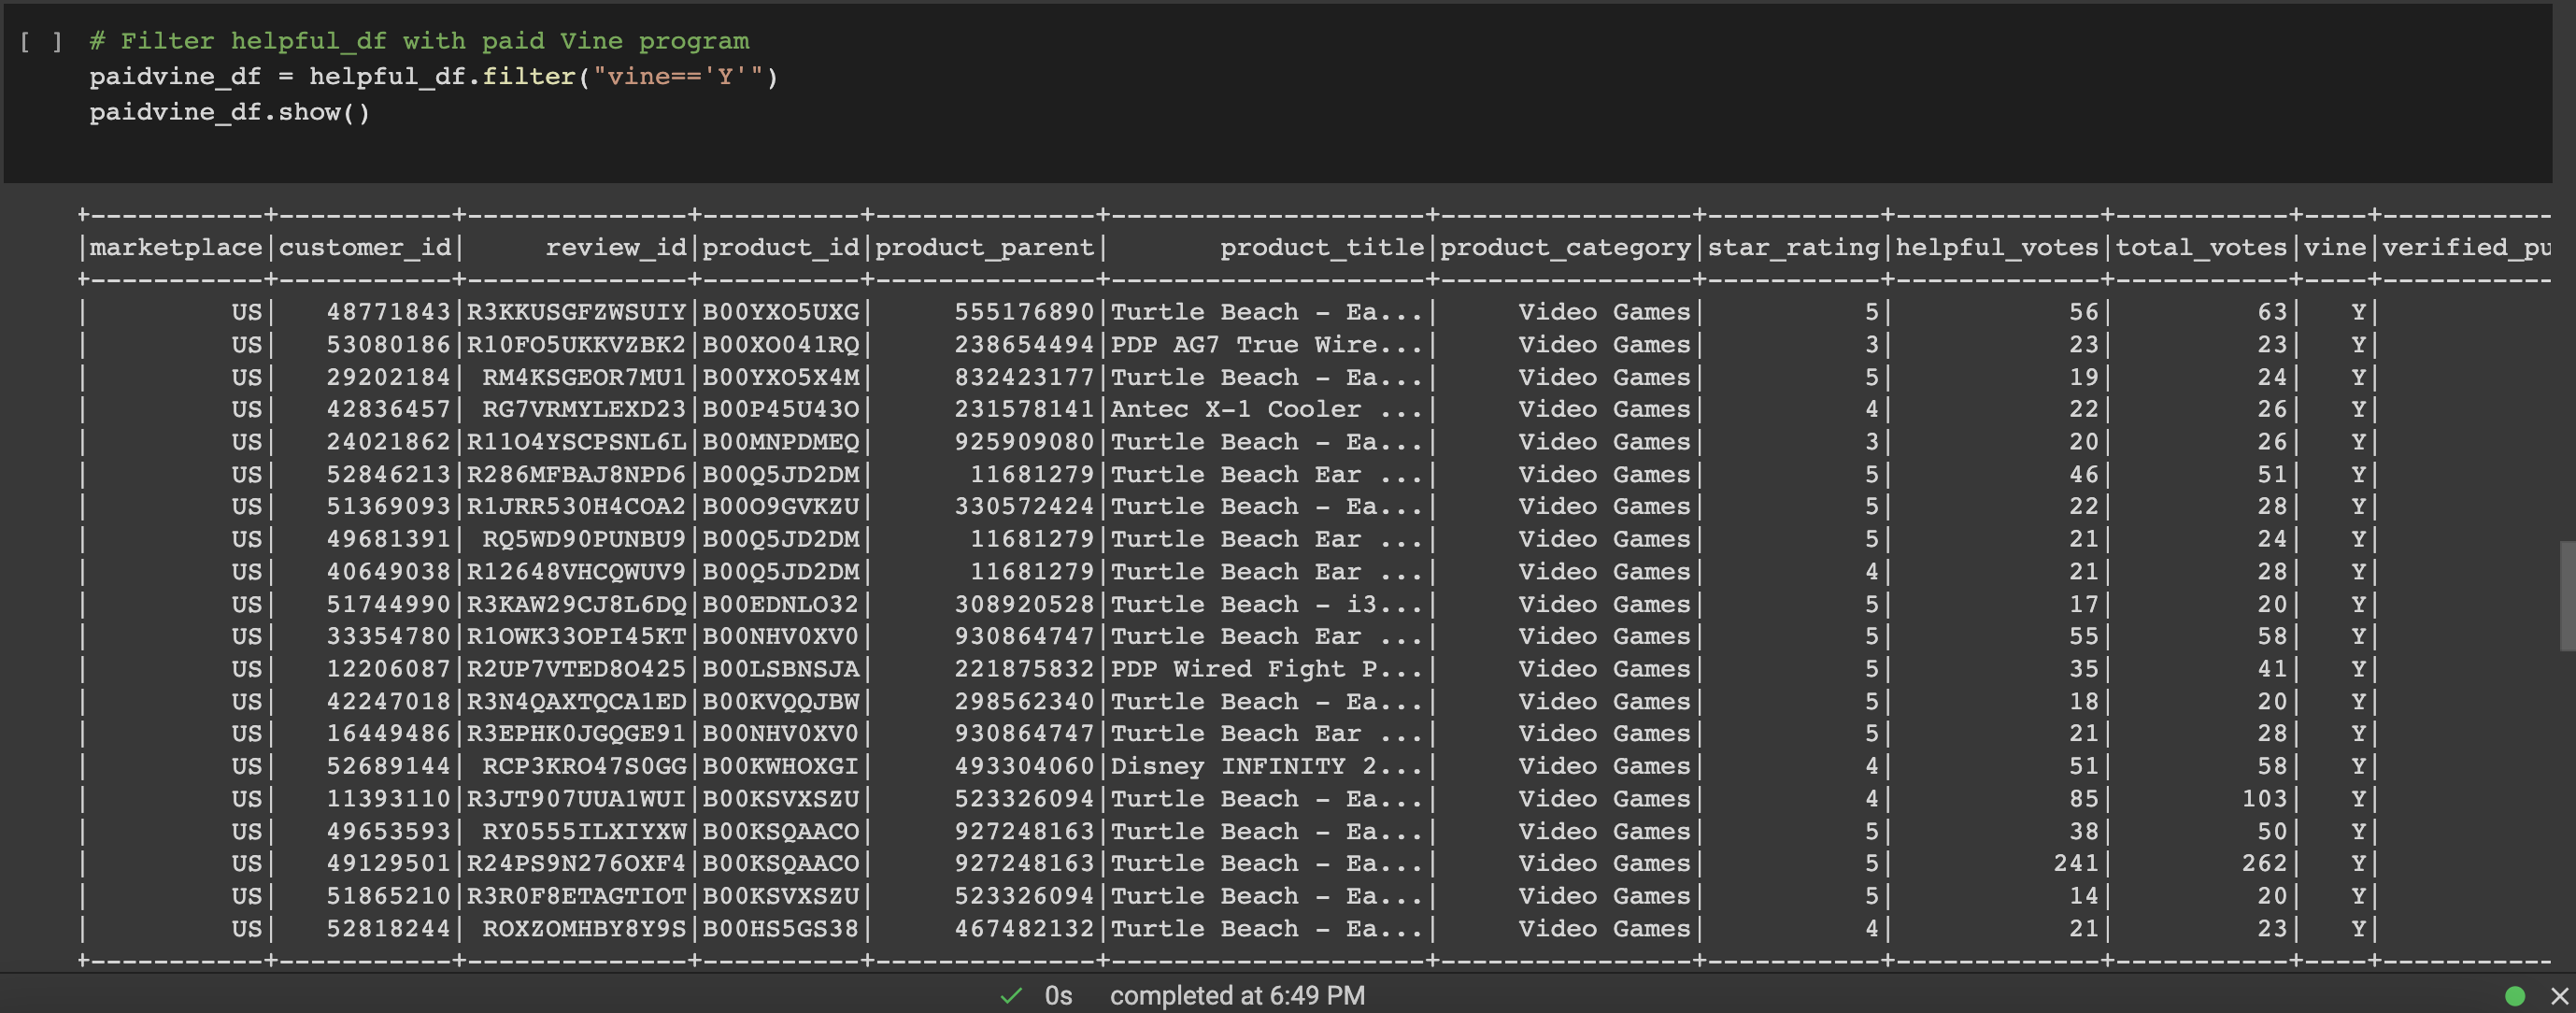 [ ] # Filter helpful_df with paid Vine program
paidvine_df = helpful_df.filter("vine=='Y'")
paidvine_df.show()
+-----------+-----------+--------------+----------+--------------+--------------------+----------------+-----------+-------------+-----------+----+-----------
|marketplace|customer_id|     review_id|product_id|product_parent|       product_title|product_category|star_rating|helpful_votes|total_votes|vine|verified_pu
+-----------+-----------+--------------+----------+--------------+--------------------+----------------+-----------+-------------+-----------+----+-----------
|         US|   48771843|R3KKUSGFZWSUIY|B00YXO5UXG|     555176890|Turtle Beach - Ea...|     Video Games|          5|           56|         63|   Y|
|         US|   53080186|R10FO5UKKVZBK2|B00XO041RQ|     238654494|PDP AG7 True Wire...|     Video Games|          3|           23|         23|   Y|
|         US|   29202184| RM4KSGEOR7MU1|B00YXO5X4M|     832423177|Turtle Beach - Ea...|     Video Games|          5|           19|         24|   Y|
|         US|   42836457| RG7VRMYLEXD23|B00P45U43O|     231578141|Antec X-1 Cooler ...|     Video Games|          4|           22|         26|   Y|
|         US|   24021862|R11O4YSCPSNL6L|B00MNPDMEQ|     925909080|Turtle Beach - Ea...|     Video Games|          3|           20|         26|   Y|
|         US|   52846213|R286MFBAJ8NPD6|B00Q5JD2DM|      11681279|Turtle Beach Ear ...|     Video Games|          5|           46|         51|   Y|
|         US|   51369093|R1JRR530H4COA2|B00O9GVKZU|     330572424|Turtle Beach - Ea...|     Video Games|          5|           22|         28|   Y|
|         US|   49681391| RQ5WD90PUNBU9|B00Q5JD2DM|      11681279|Turtle Beach Ear ...|     Video Games|          5|           21|         24|   Y|
|         US|   40649038|R12648VHCQWUV9|B00Q5JD2DM|      11681279|Turtle Beach Ear ...|     Video Games|          4|           21|         28|   Y|
|         US|   51744990|R3KAW29CJ8L6DQ|B00EDNLO32|     308920528|Turtle Beach - i3...|     Video Games|          5|           17|         20|   Y|
|         US|   33354780|R1OWK33OPI45KT|B00NHV0XV0|     930864747|Turtle Beach Ear ...|     Video Games|          5|           55|         58|   Y|
|         US|   12206087|R2UP7VTED8O425|B00LSBNSJA|     221875832|PDP Wired Fight P...|     Video Games|          5|           35|         41|   Y|
|         US|   42247018|R3N4QAXTQCA1ED|B00KVQQJBW|     298562340|Turtle Beach - Ea...|     Video Games|          5|           18|         20|   Y|
|         US|   16449486|R3EPHK0JGQGE91|B00NHV0XV0|     930864747|Turtle Beach Ear ...|     Video Games|          5|           21|         28|   Y|
|         US|   52689144| RCP3KRO47S0GG|B00KWHOXGI|     493304060|Disney INFINITY 2...|     Video Games|          4|           51|         58|   Y|
|         US|   11393110|R3JT907UUA1WUI|B00KSVXSZU|     523326094|Turtle Beach - Ea...|     Video Games|          4|           85|        103|   Y|
|         US|   49653593| RY0555ILXIYXW|B00KSQAACO|     927248163|Turtle Beach - Ea...|     Video Games|          5|           38|         50|   Y|
|         US|   49129501|R24PS9N276OXF4|B00KSQAACO|     927248163|Turtle Beach - Ea...|     Video Games|          5|          241|        262|   Y|
|         US|   51865210|R3R0F8ETAGTIOT|B00KSVXSZU|     523326094|Turtle Beach - Ea...|     Video Games|          5|           14|         20|   Y|
|         US|   52818244| ROXZOMHBY8Y9S|B00HS5GS38|     467482132|Turtle Beach - Ea...|     Video Games|          4|           21|         23|   Y|
+-----------+-----------+--------------+----------+--------------+--------------------+----------------+-----------+-------------+-----------+----+-----------
✓ 0s completed at 6:49 PM